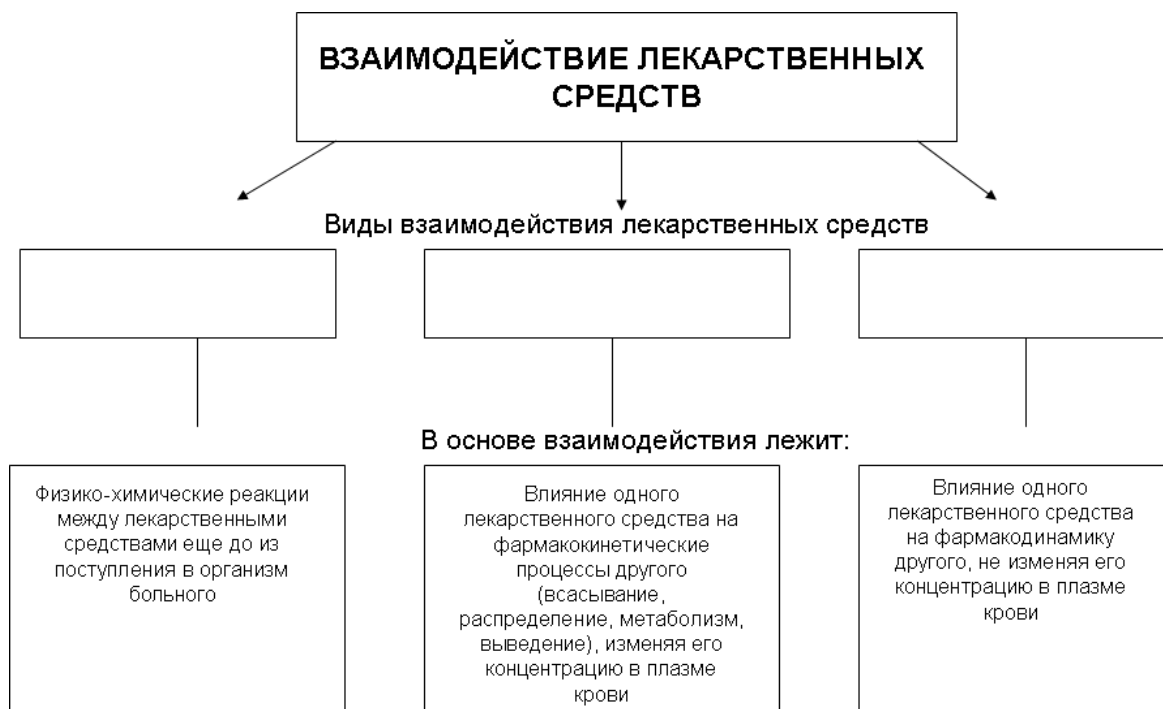 ВЗАИМОДЕЙСТВИЕ ЛЕКАРСТВЕННЫХ
СРЕДСТВ
Виды взаимодействия лекарственных средств
В основе взаимодействия лежит:
Физико-химические реакции
между лекарственными
средствами еще до из
поступления в организм
больного
Влияние одного
лекарственного средства на
фармакокинетические
процессы другого
(всасывание,
распределение, метаболизм,
выведение), изменяя его
концентрацию в плазме
крови
Влияние одного
лекарственного средства
на фармакодинамику
другого, не изменяя его
концентрацию в плазме
крови